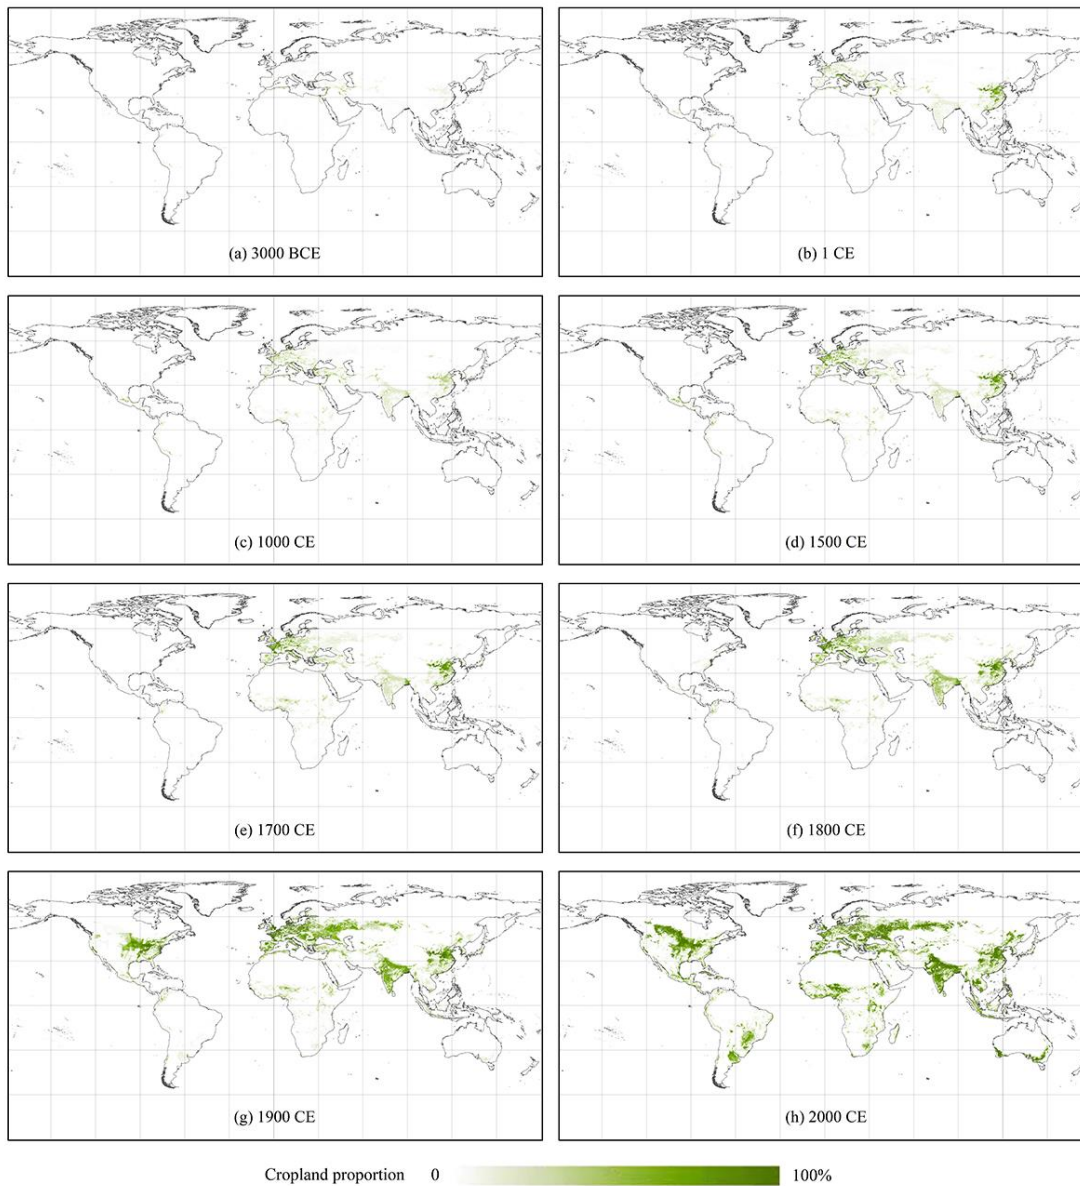 (a) 3000 BCE
(b) 1 CE
(c) 1000 CE
(d) 1500 CE
(e) 1700 CE
(f) 1800 CE
(g) 1900 CE
(h) 2000 CE
Cropland proportion 0 100%